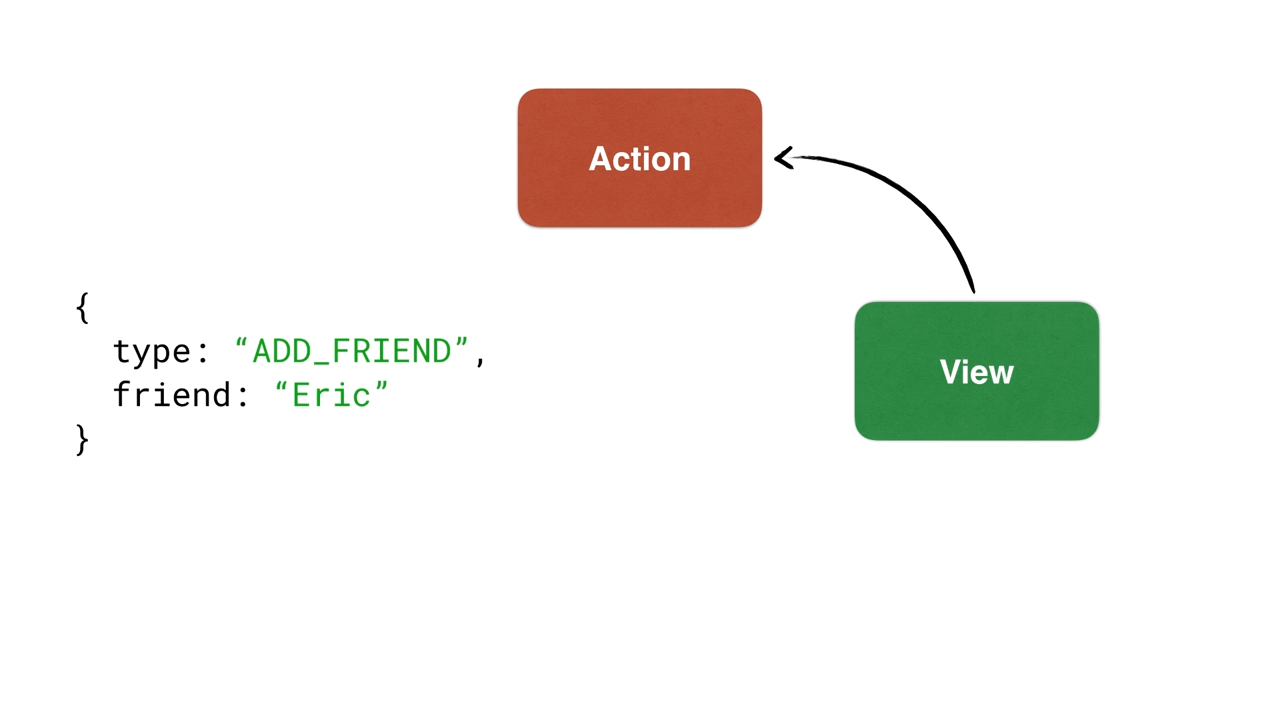 Action
View
{
  type: “ADD_FRIEND”,
  friend: “Eric”
}